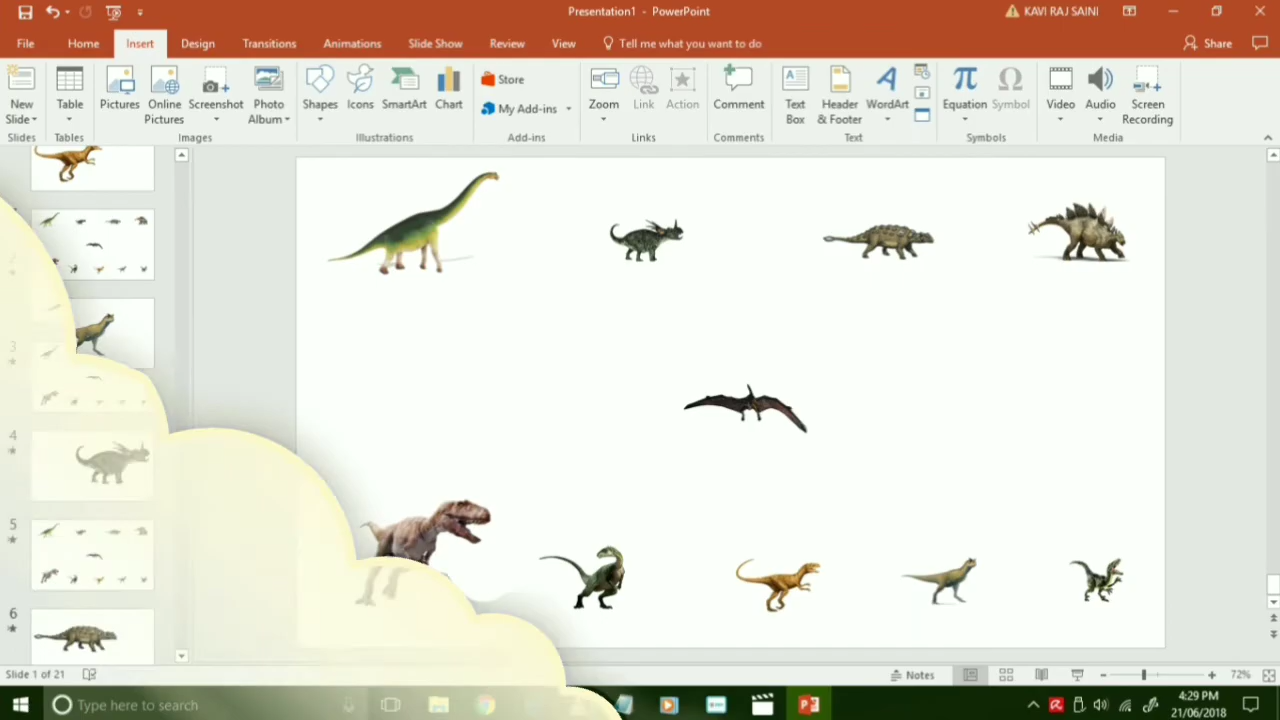 Presentation1 - PowerPoint
KAVI RAJ SAINI
File Home Insert Design Transitions Animations Slide Show Review View Tell me what you want to do Share
New Slide
Table
Pictures
Online Pictures
Screenshot
Photo Album
Shapes
Icons
SmartArt
Chart
Store
My Add-ins
Zoom
Link
Action
Comment
Text Box
Header & Footer
WordArt
Equation
Symbol
Video
Audio
Screen Recording
Slides Tables Images Illustrations Add-ins Links Comments Text Symbols Media
2
3
4
5
6
Slide 1 of 21
Notes
72%
Type here to search
4:29 PM
21/06/2018